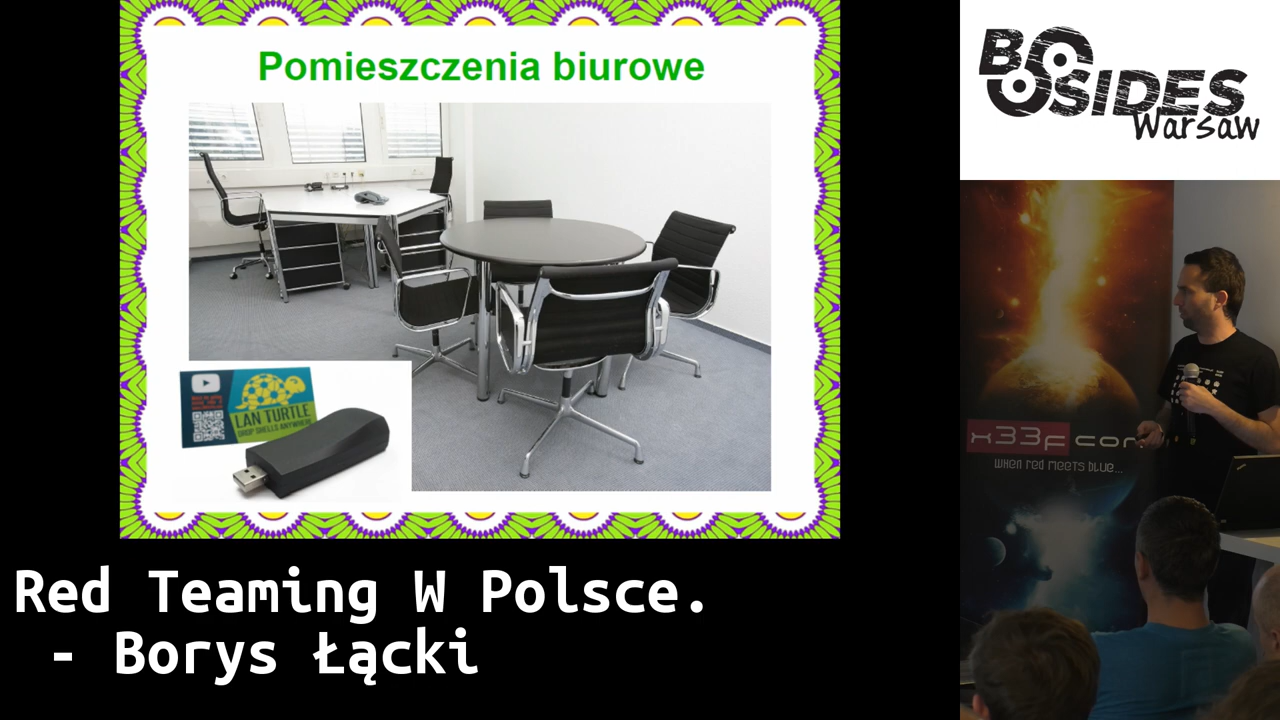 Pomieszczenia biurowe
LAN TURTLE
DROP SHELLS ANYWHERE
Red Teaming W Polsce.
- Borys Łącki
BSIDES
Warsaw
x33fcon
when red meets blue...